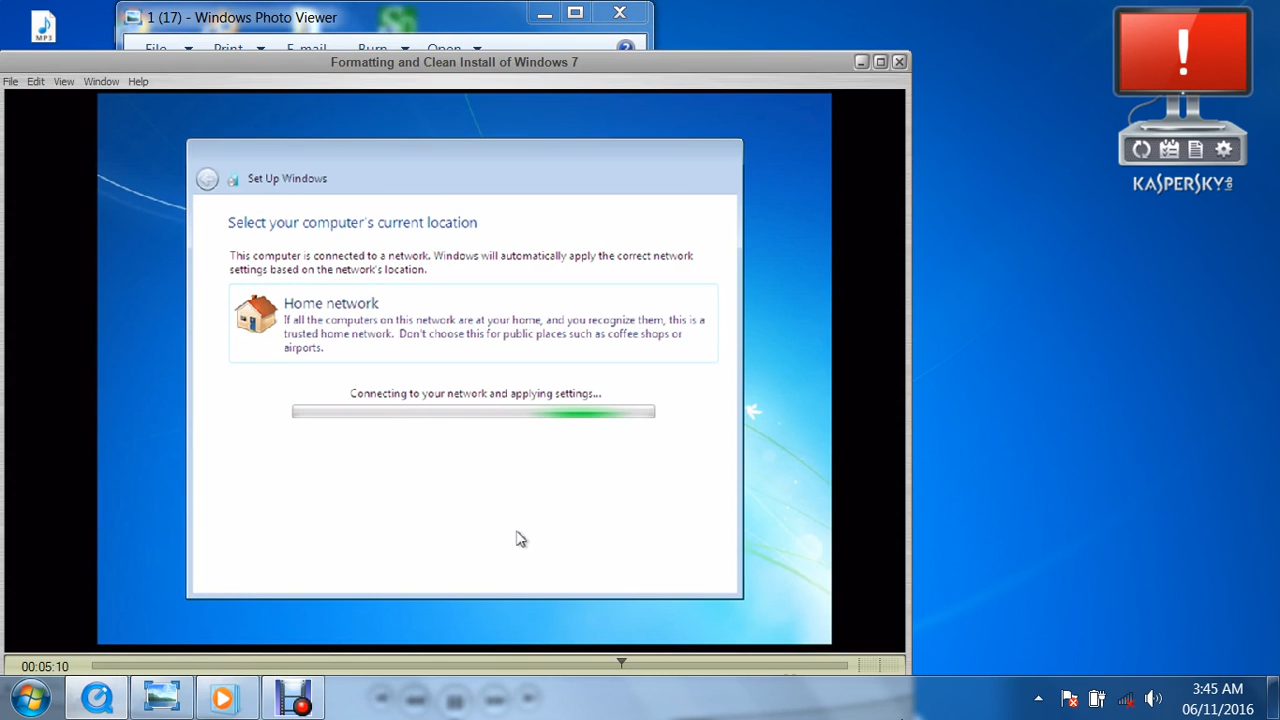 MP3
1 (17) - Windows Photo Viewer
File Print E-mail Burn Open
Formatting and Clean Install of Windows 7
File Edit View Window Help
Set Up Windows
Select your computer's current location
This computer is connected to a network. Windows will automatically apply the correct network
settings based on the network's location.
Home network
If all the computers on this network are at your home, and you recognize them, this is a
trusted home network. Don't choose this for public places such as coffee shops or
airports.
Connecting to your network and applying settings...
00:05:10
!
KASPERSKY lab
3:45 AM
06/11/2016